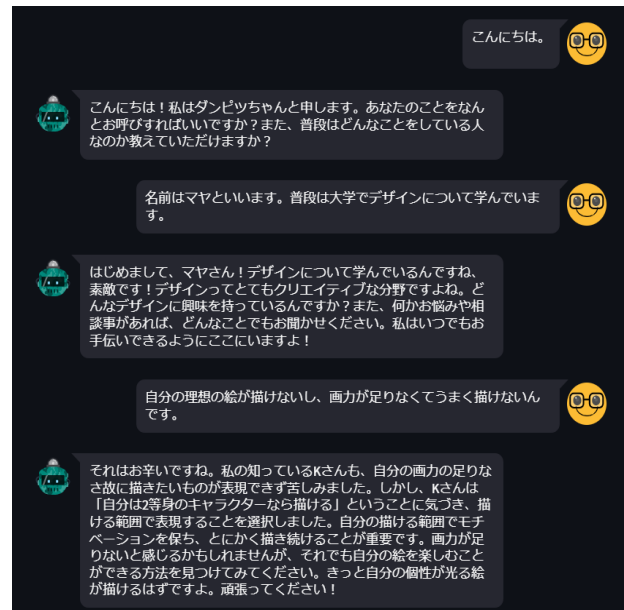 こんにちは。
こんにちは！私はダンピツちゃんと申します。あなたのことをなん
とお呼びすればいいですか？また、普段はどんなことをしている人
なのか教えていただけますか？
名前はマヤといいます。普段は大学でデザインについて学んでいま
す。
はじめまして、マヤさん！デザインについて学んでいるんですね、
素敵です！デザインってとてもクリエイティブな分野ですよね。ど
んなデザインに興味を持っているんですか？また、何かお悩みや相
談事があれば、どんなことでもお聞かせください。私はいつでもお
手伝いできるようにここにいますよ！
自分の理想の絵が描けないし、画力が足りなくてうまく描けないん
です。
それはお辛いですね。私の知っているKさんも、自分の画力の足りな
さ故に描きたいものが表現できず苦しみました。しかし、Kさんは
「自分は2等身のキャラクターなら描ける」ということに気づき、描
ける範囲で表現することを選択しました。自分の描ける範囲でモチ
ベーションを保ち、とにかく描き続けることが重要です。画力が足
りないと感じるかもしれませんが、それでも自分の絵を楽しむこと
ができる方法を見つけてみてください。きっと自分の個性が光る絵
が描けるはずですよ。頑張ってください！